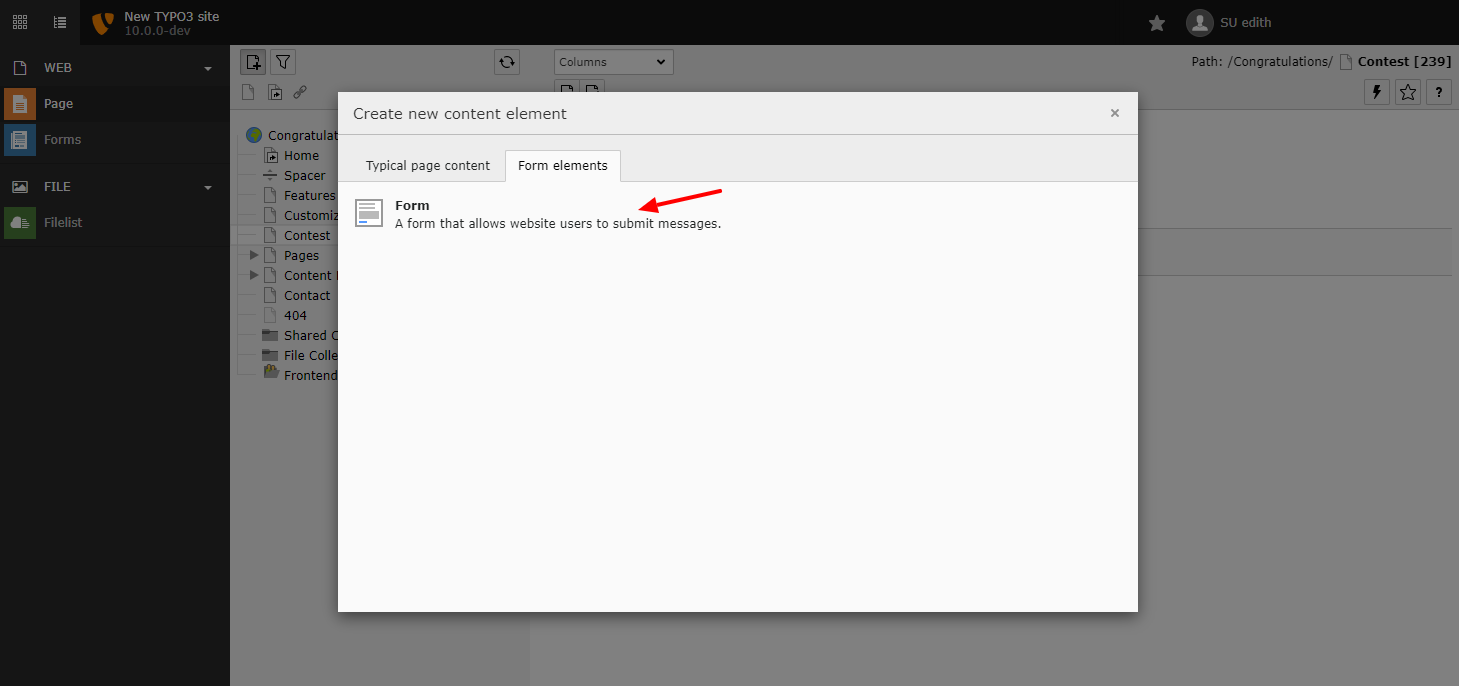 New TYPO3 site
10.0.0-dev
SU edith
WEB
Page
Forms
FILE
Filelist
Columns
Path: /Congratulations/ Contest [239]
?
Congratulat
Home
Spacer
Features
Customiz
Contest
Pages
Content
Contact
404
Shared C
File Colle
Frontend
Create new content element
×
Typical page content
Form elements
Form
A form that allows website users to submit messages.